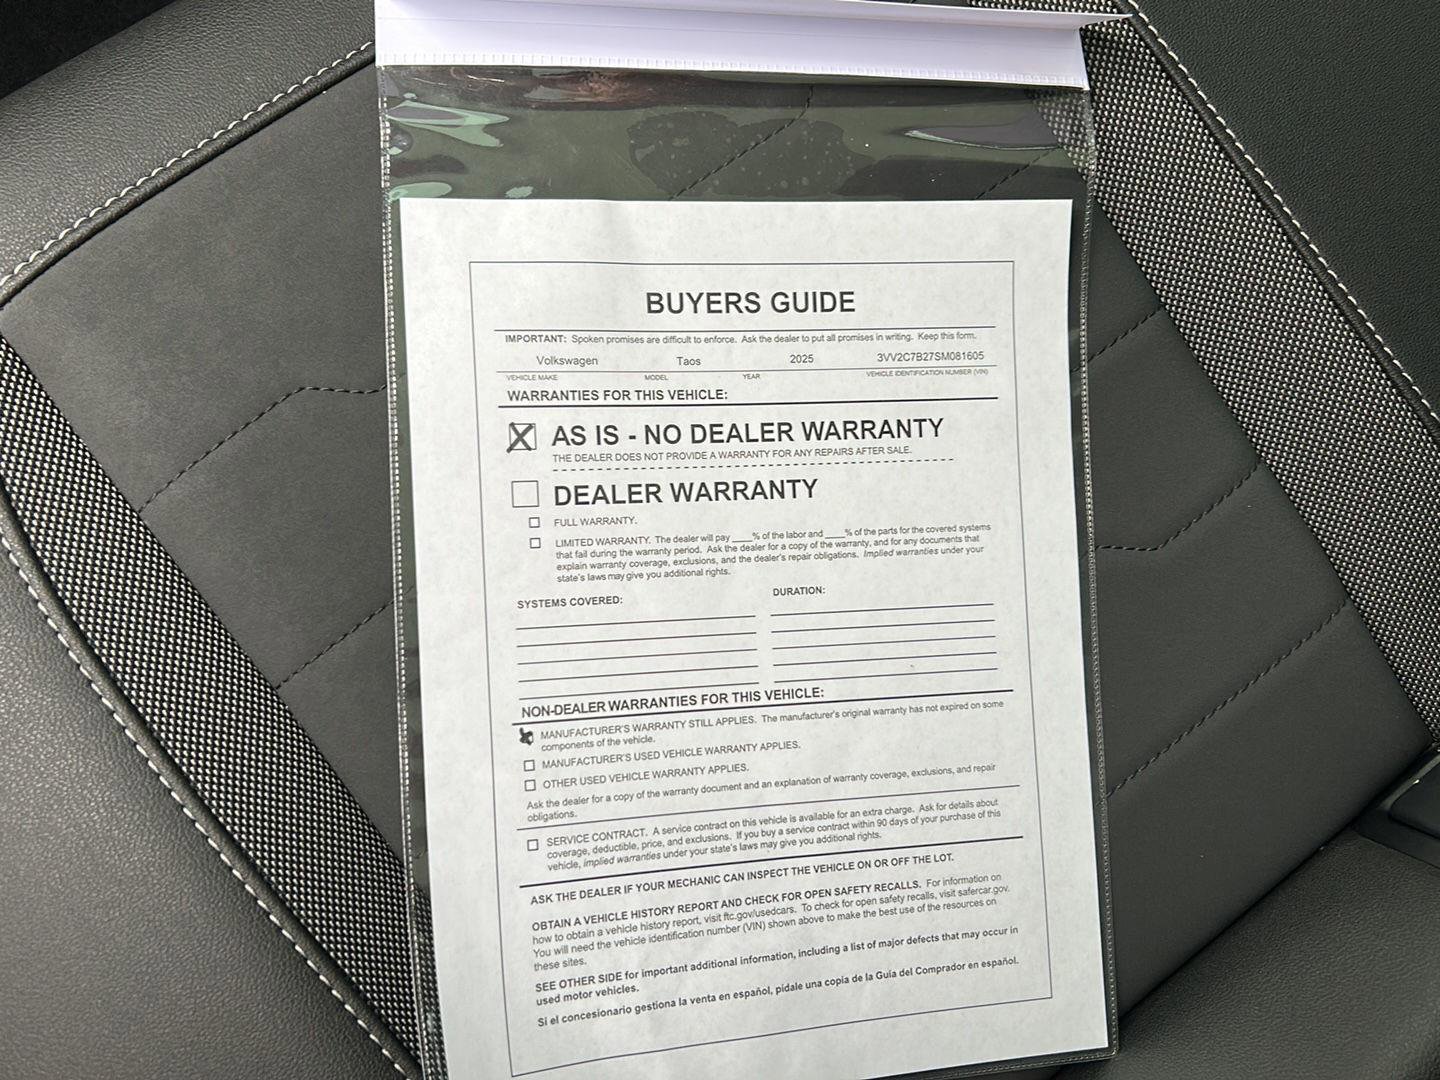 BUYERS GUIDE
IMPORTANT: Spoken promises are difficult to enforce. Ask the dealer to put all promises in writing. Keep this form.
Volkswagen Taos 2025 3VV2C7B27SM081605
VEHICLE MAKE MODEL YEAR VEHICLE IDENTIFICATION NUMBER (VIN)
WARRANTIES FOR THIS VEHICLE:
AS IS - NO DEALER WARRANTY
THE DEALER DOES NOT PROVIDE A WARRANTY FOR ANY REPAIRS AFTER SALE.
DEALER WARRANTY
FULL WARRANTY.
LIMITED WARRANTY. The dealer will pay ____% of the labor and ____% of the parts for the covered systems
that fail during the warranty period. Ask the dealer for a copy of the warranty, and for any documents that
explain warranty coverage, exclusions, and the dealer's repair obligations. Implied warranties under your
state's laws may give you additional rights.
SYSTEMS COVERED: DURATION:
NON-DEALER WARRANTIES FOR THIS VEHICLE:
MANUFACTURER'S WARRANTY STILL APPLIES. The manufacturer's original warranty has not expired on some
components of the vehicle.
MANUFACTURER'S USED VEHICLE WARRANTY APPLIES.
OTHER USED VEHICLE WARRANTY APPLIES.
Ask the dealer for a copy of the warranty document and an explanation of warranty coverage, exclusions, and repair
obligations.
SERVICE CONTRACT. A service contract on this vehicle is available for an extra charge. Ask for details about
coverage, deductible, price, and exclusions. If you buy a service contract within 90 days of your purchase of this
vehicle, implied warranties under your state's laws may give you additional rights.
ASK THE DEALER IF YOUR MECHANIC CAN INSPECT THE VEHICLE ON OR OFF THE LOT.
OBTAIN A VEHICLE HISTORY REPORT AND CHECK FOR OPEN SAFETY RECALLS. For information on
how to obtain a vehicle history report, visit ftc.gov/usedcars. To check for open safety recalls, visit safercar.gov.
You will need the vehicle identification number (VIN) shown above to make the best use of the resources on
these sites.
SEE OTHER SIDE for important additional information, including a list of major defects that may occur in
used motor vehicles.
Si el concesionario gestiona la venta en español, pídale una copia de la Guía del Comprador en español.